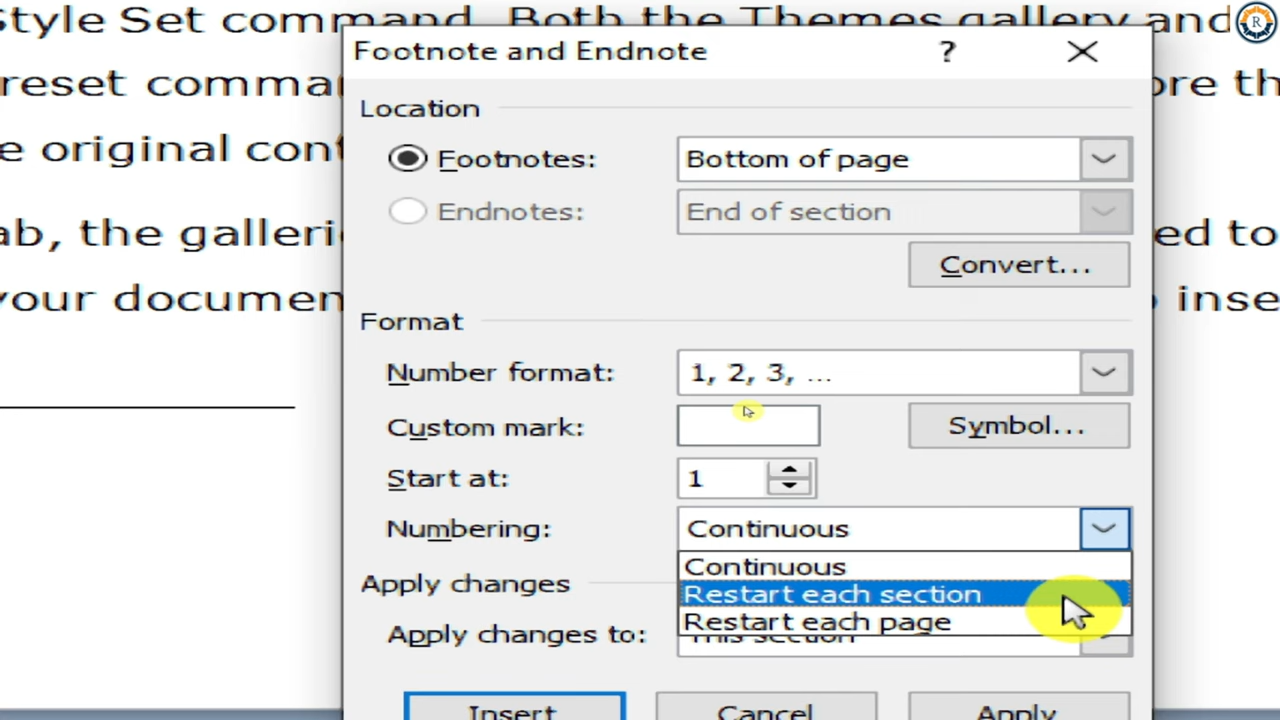 Style Set command. Both the Themes gallery and
Footnote and Endnote ? R
reset comma ore th
Location
e original cont
Footnotes: Bottom of page
Endnotes: End of section
ab, the galleri ed to
Convert...
your documen inse
Format
Number format: 1, 2, 3, ...
Custom mark: Symbol...
Start at: 1
Numbering: Continuous
Continuous
Apply changes Restart each section
Restart each page
Apply changes to: This section
Insert Cancel Apply